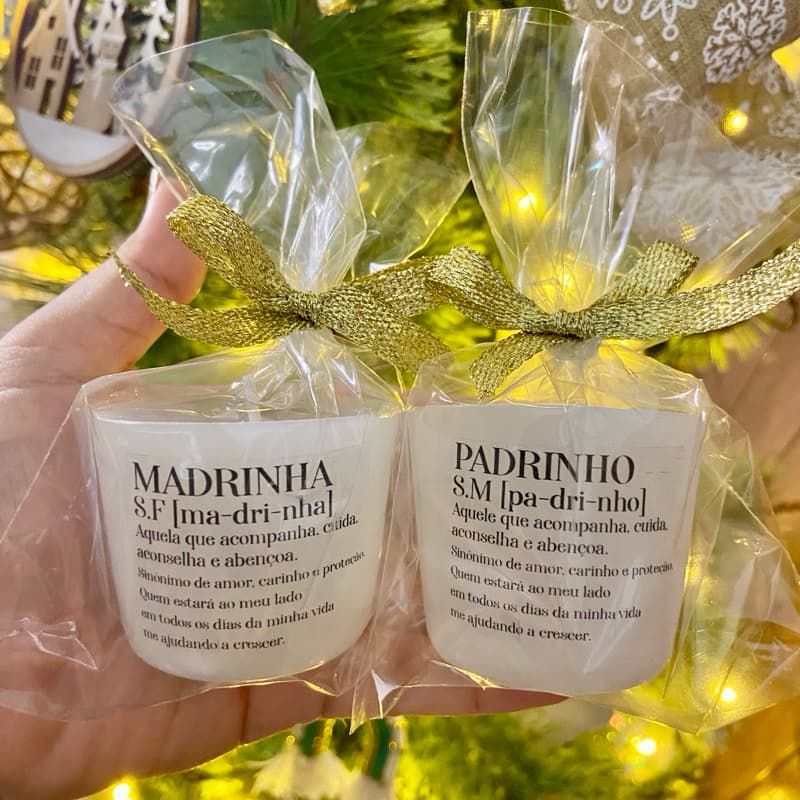 MADRINHA
S.F [ma-dri-nha]
Aquela que acompanha, cuida,
aconselha e abençoa.
Sinônimo de amor, carinho e proteção.
Quem estará ao meu lado
em todos os dias da minha vida
me ajudando a crescer.
PADRINHO
S.M [pa-dri-nho]
Aquele que acompanha, cuida,
aconselha e abençoa.
Sinônimo de amor, carinho e proteção.
Quem estará ao meu lado
em todos os dias da minha vida
me ajudando a crescer.